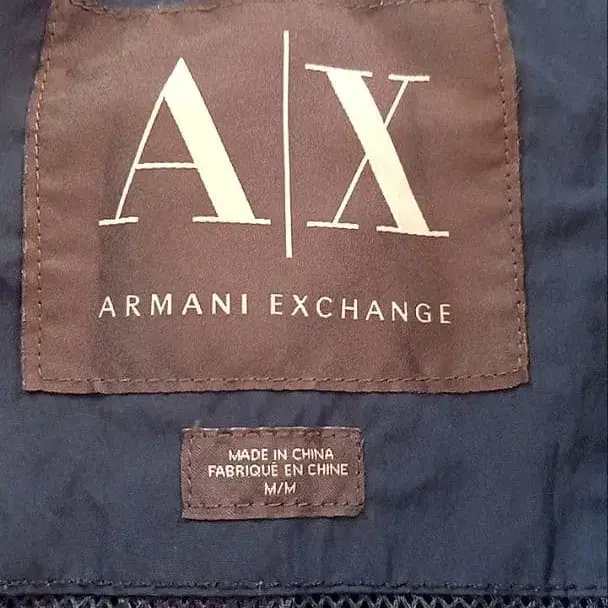 A|X
ARMANI EXCHANGE
MADE IN CHINA
FABRIQUÉ EN CHINE
M/M